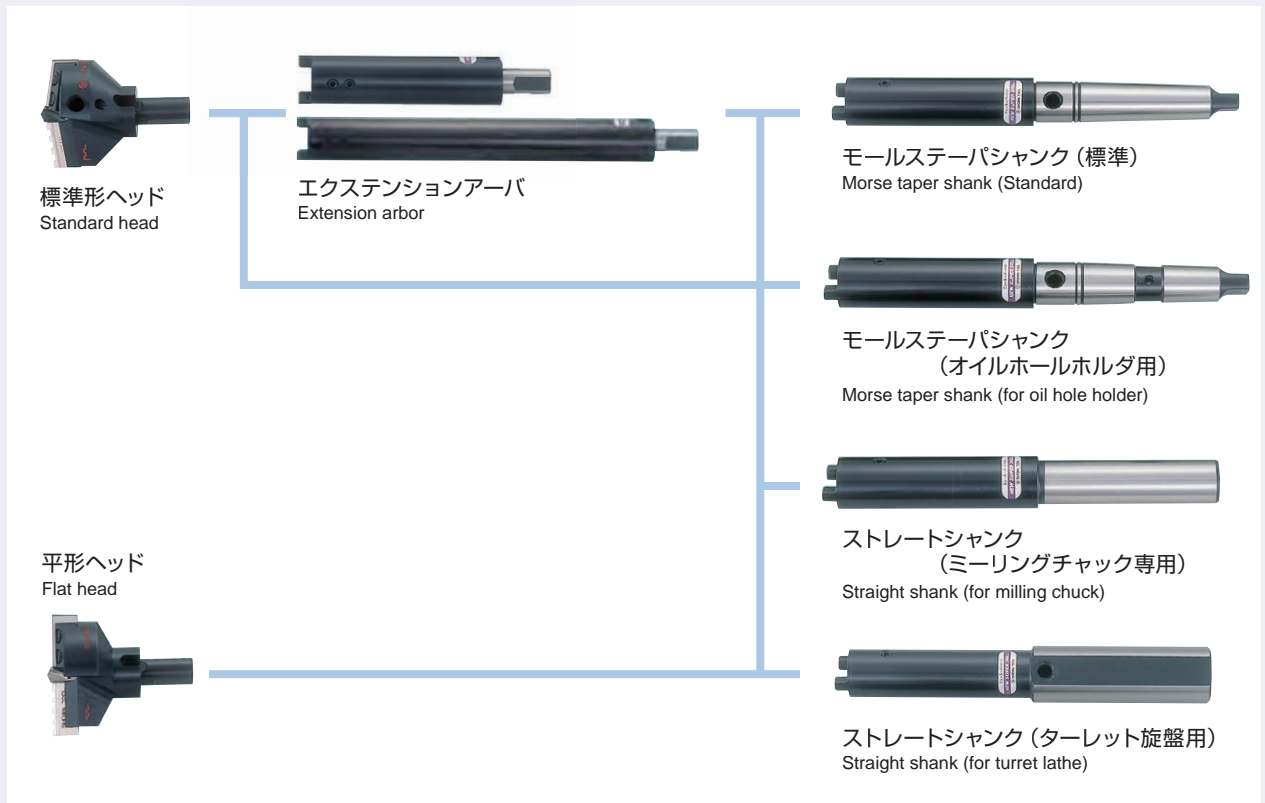 標準形ヘッド
Standard head
エクステンションアーバ
Extension arbor
モールステーパシャンク（標準）
Morse taper shank (Standard)
モールステーパシャンク
（オイルホールホルダ用）
Morse taper shank (for oil hole holder)
ストレートシャンク
（ミーリングチャック専用）
Straight shank (for milling chuck)
平形ヘッド
Flat head
ストレートシャンク（ターレット旋盤用）
Straight shank (for turret lathe)